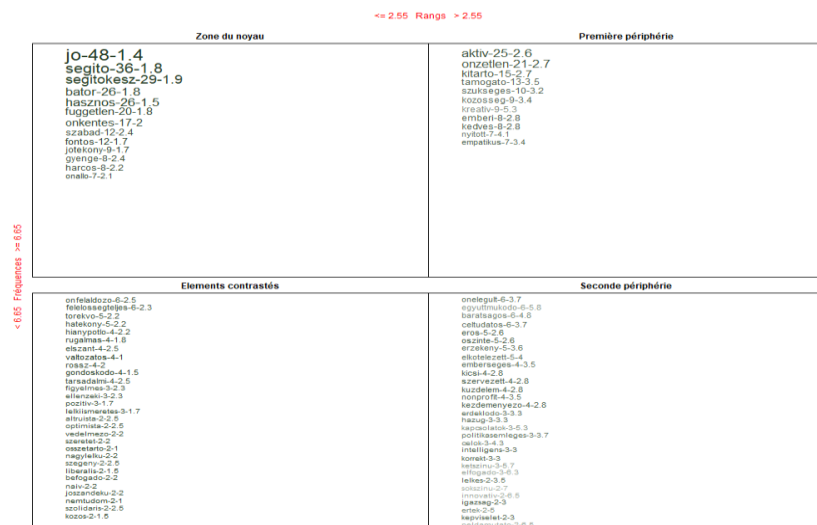 <= 2.55 Rangs > 2.55
Zone du noyau
jo-48-1.4
segito-36-1.8
segitokesz-29-1.9
bator-26-1.8
hasznos-26-1.5
fuggetlen-20-1.8
onkentes-17-2
szabad-12-2.4
fontos-12-1.7
jotekony-9-1.7
gyenge-8-2.4
harcos-8-2.2
onallo-7-2.1
Première périphérie
aktiv-25-2.6
onzetlen-21-2.7
kitarto-15-2.7
tamogato-13-3.5
szukseges-10-3.2
kozosseg-9-3.4
kreativ-9-5.3
emberi-8-2.8
kedves-8-2.8
nyitott-7-4.1
empatikus-7-3.4
< 6.65 Fréquences >= 6.65
Elements contrastés
onfelaldozo-6-2.5
felelossegteljes-6-2.3
torekvo-5-2.2
hatekony-5-2.2
hianypotlo-4-2.2
rugalmas-4-1.8
elszant-4-2.5
valtozatos-4-1
rossz-4-2
gondoskodo-4-1.5
tarsadalmi-4-2.5
figyelmes-3-2.3
ellenzeki-3-2.3
pozitiv-3-1.7
lelkiismeretes-3-1.7
altruista-2-2.5
optimista-2-2.5
vedelmezo-2-2
szeretet-2-2
osszetarto-2-1
nagylelku-2-2
szegeny-2-2.5
liberalis-2-1.5
befogado-2-2
naiv-2-2
joszandeku-2-2
nemtudom-2-1
szolidaris-2-2.5
kozos-2-1.5
Seconde périphérie
onelegult-6-3.7
egyuttmukodo-6-5.8
baratsagos-6-4.8
celtudatos-6-3.7
eros-5-2.6
oszinte-5-2.6
erzekeny-5-3.6
elkotelezett-5-4
emberseges-4-3.5
kicsi-4-2.8
szervezett-4-2.8
kuzdelem-4-2.8
nonprofit-4-3.5
kezdemenyezo-4-2.8
erdeklodo-3-3.3
hazug-3-3.3
kapcsolatok-3-5.3
politikasemleges-3-3.7
celok-3-4.3
intelligens-3-3
korrekt-3-3
ketszinu-3-5.7
elfogado-3-6.3
lelkes-2-3.5
sokszinu-2-7
innovativ-2-6.5
igazsag-2-3
ertek-2-5
kepviselet-2-3